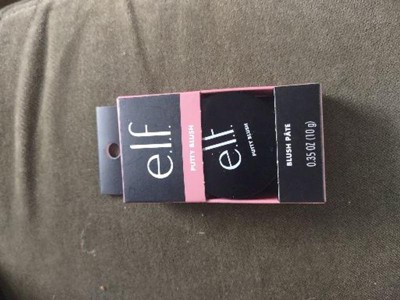 e.l.f.
PUTTY BLUSH
e.l.f.
PUTTY BLUSH
BLUSH PÂTE
0.35 OZ (10 g)